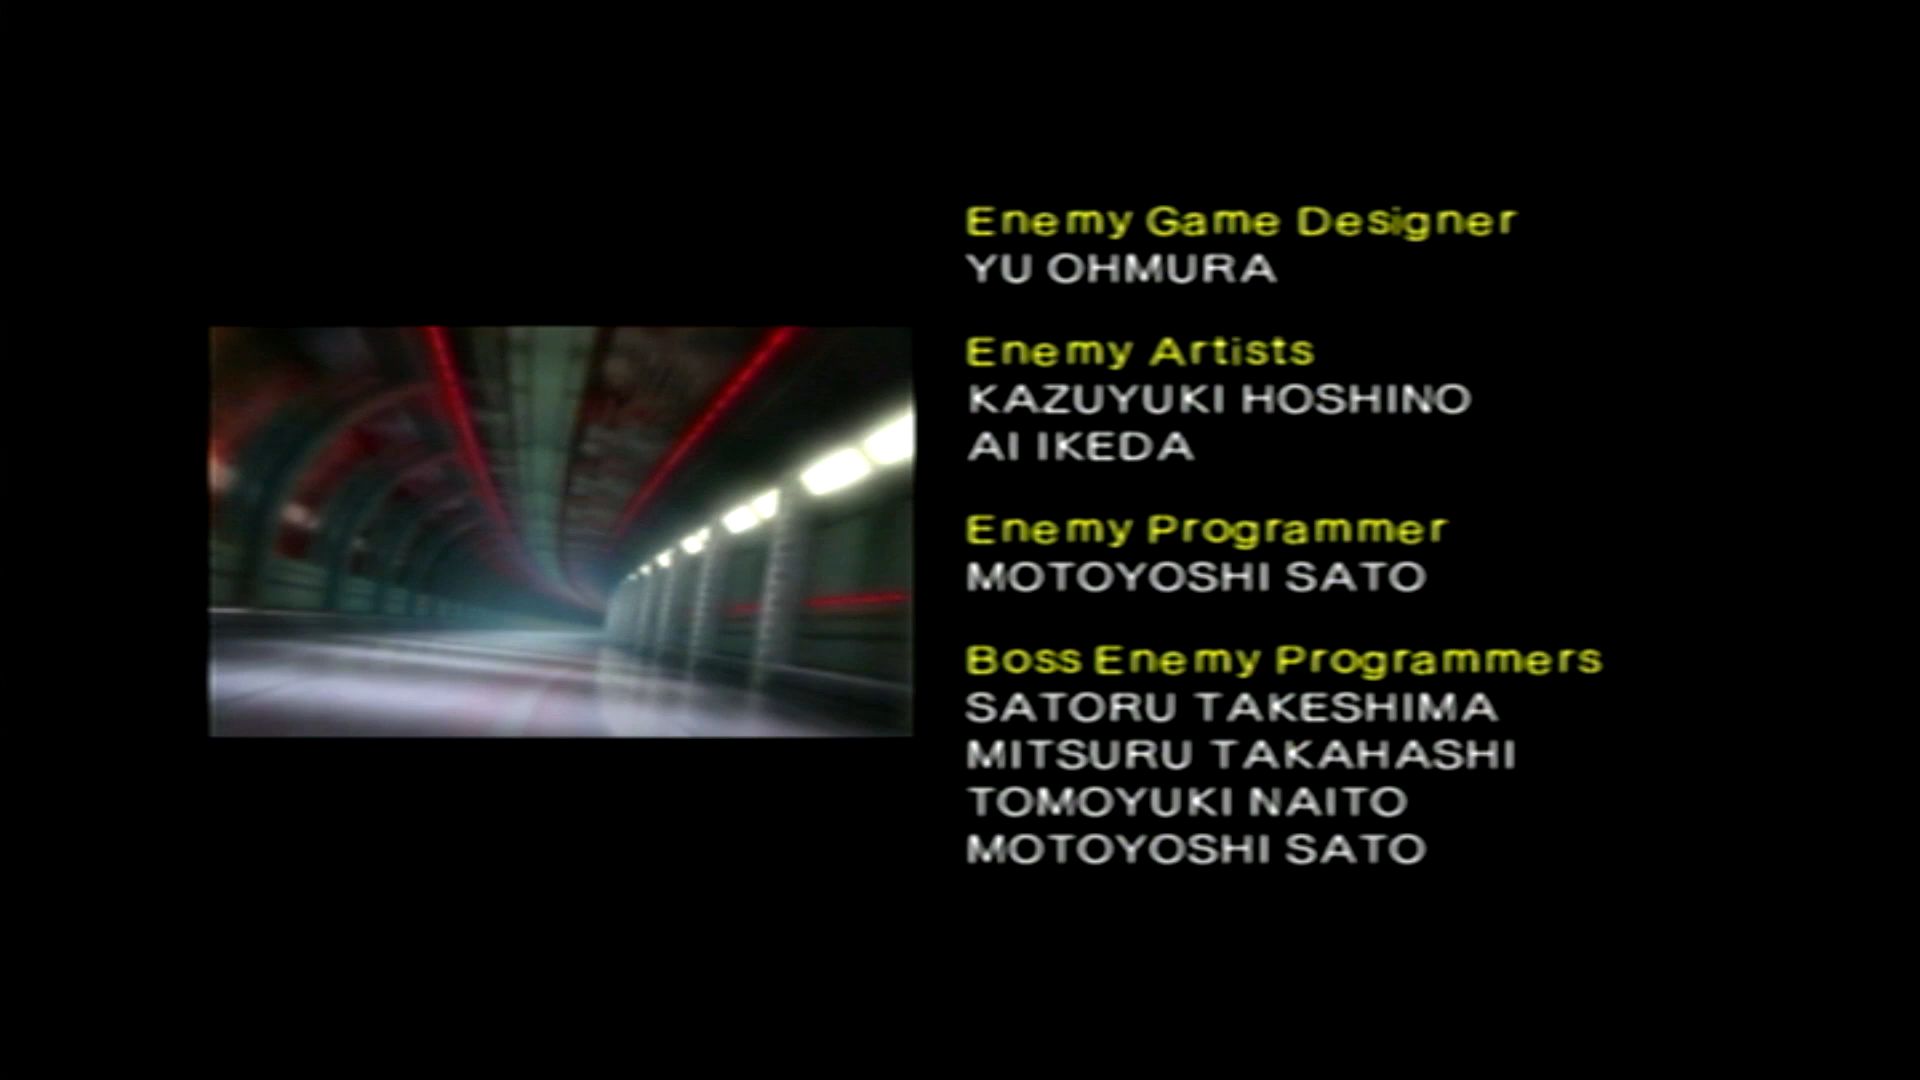 Enemy Game Designer
YU OHMURA
Enemy Artists
KAZUYUKI HOSHINO
AI IKEDA
Enemy Programmer
MOTOYOSHI SATO
Boss Enemy Programmers
SATORU TAKESHIMA
MITSURU TAKAHASHI
TOMOYUKI NAITO
MOTOYOSHI SATO